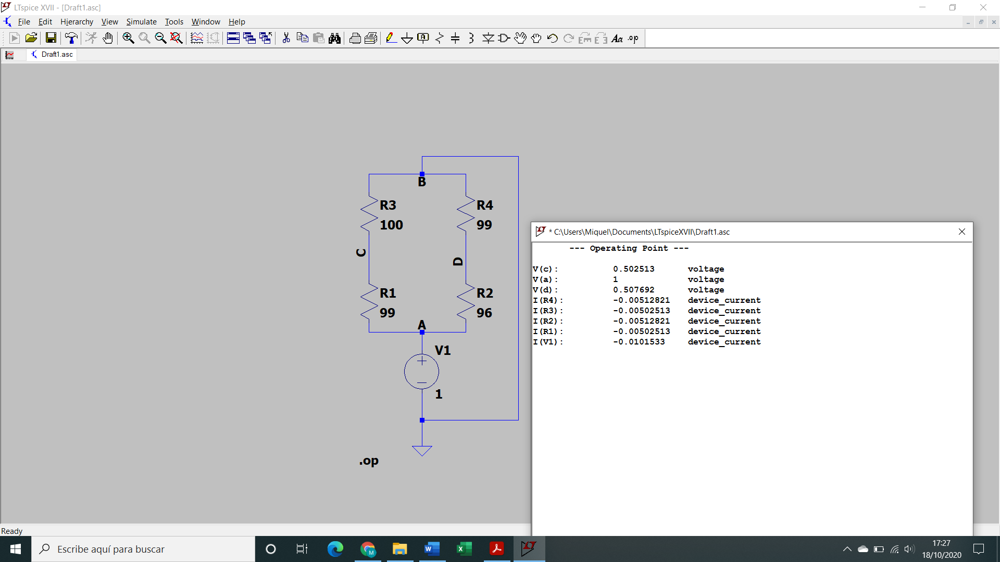 LTspice XVII - [Draft1.asc]
File Edit Hierarchy View Simulate Tools Window Help
Draft1.asc
B
R3
100
R4
99
C
D
R1
99
R2
96
A
V1
1
.op
* C:\Users\Miquel\Documents\LTspiceXVII\Draft1.asc
--- Operating Point ---
V(c): 0.502513 voltage
V(a): 1 voltage
V(d): 0.507692 voltage
I(R4): -0.00512821 device_current
I(R3): -0.00502513 device_current
I(R2): -0.00512821 device_current
I(R1): -0.00502513 device_current
I(V1): -0.0101533 device_current
Ready
Escribe aquí para buscar
17:27
18/10/2020